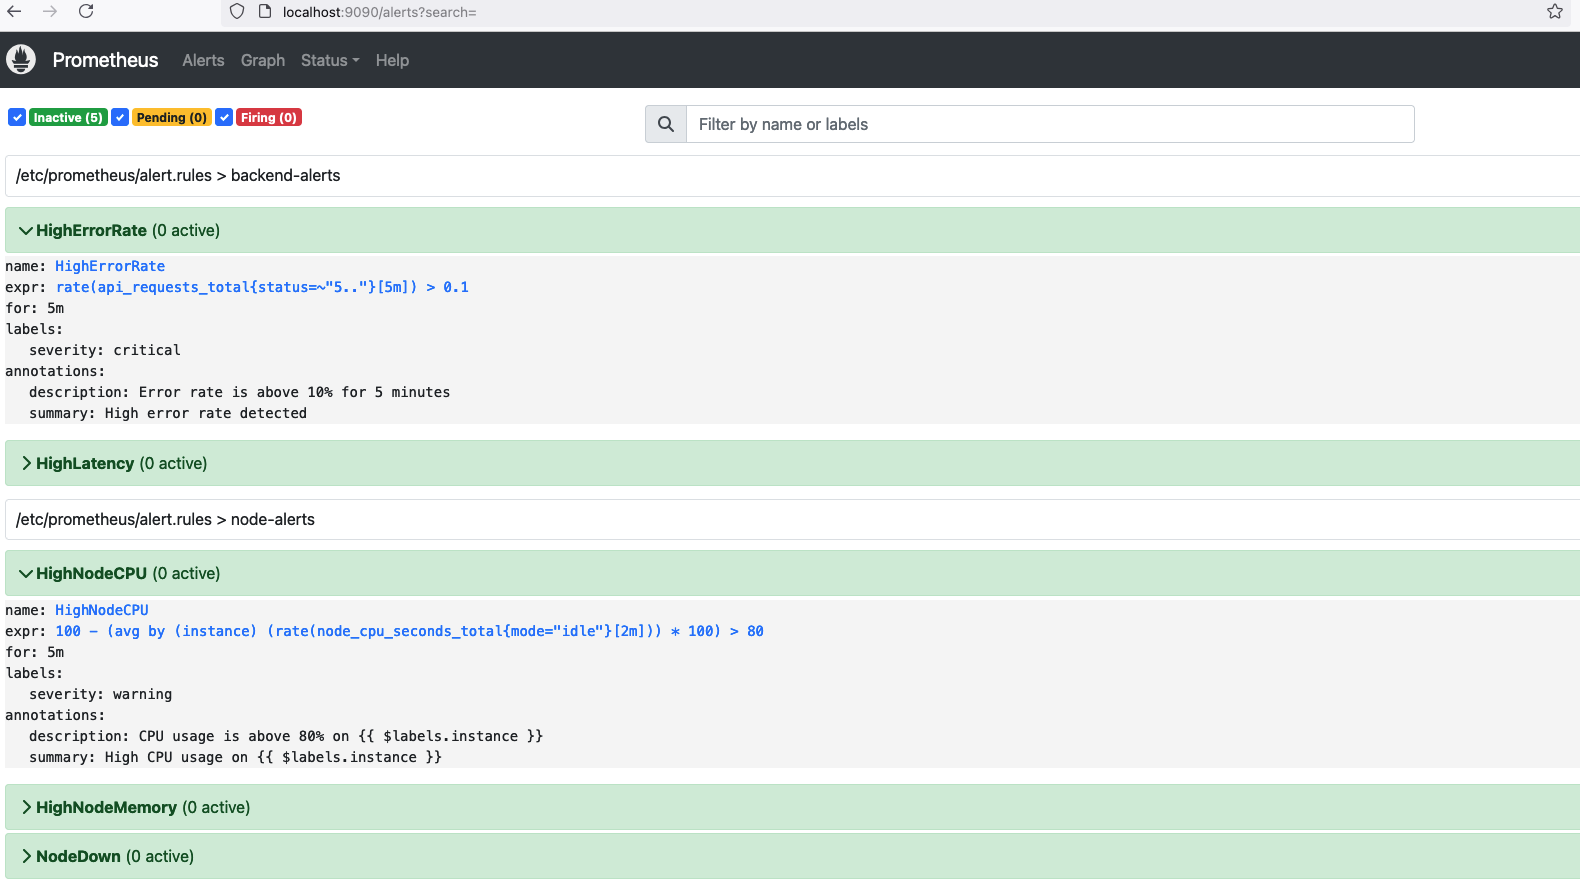 localhost:9090/alerts?search=
Prometheus Alerts Graph Status Help
Inactive (5) Pending (0) Firing (0)
Filter by name or labels
/etc/prometheus/alert.rules > backend-alerts
HighErrorRate (0 active)
name: HighErrorRate
expr: rate(api_requests_total{status=~"5.."}[5m]) > 0.1
for: 5m
labels:
severity: critical
annotations:
description: Error rate is above 10% for 5 minutes
summary: High error rate detected
HighLatency (0 active)
/etc/prometheus/alert.rules > node-alerts
HighNodeCPU (0 active)
name: HighNodeCPU
expr: 100 - (avg by (instance) (rate(node_cpu_seconds_total{mode="idle"}[2m])) * 100) > 80
for: 5m
labels:
severity: warning
annotations:
description: CPU usage is above 80% on {{ $labels.instance }}
summary: High CPU usage on {{ $labels.instance }}
HighNodeMemory (0 active)
NodeDown (0 active)